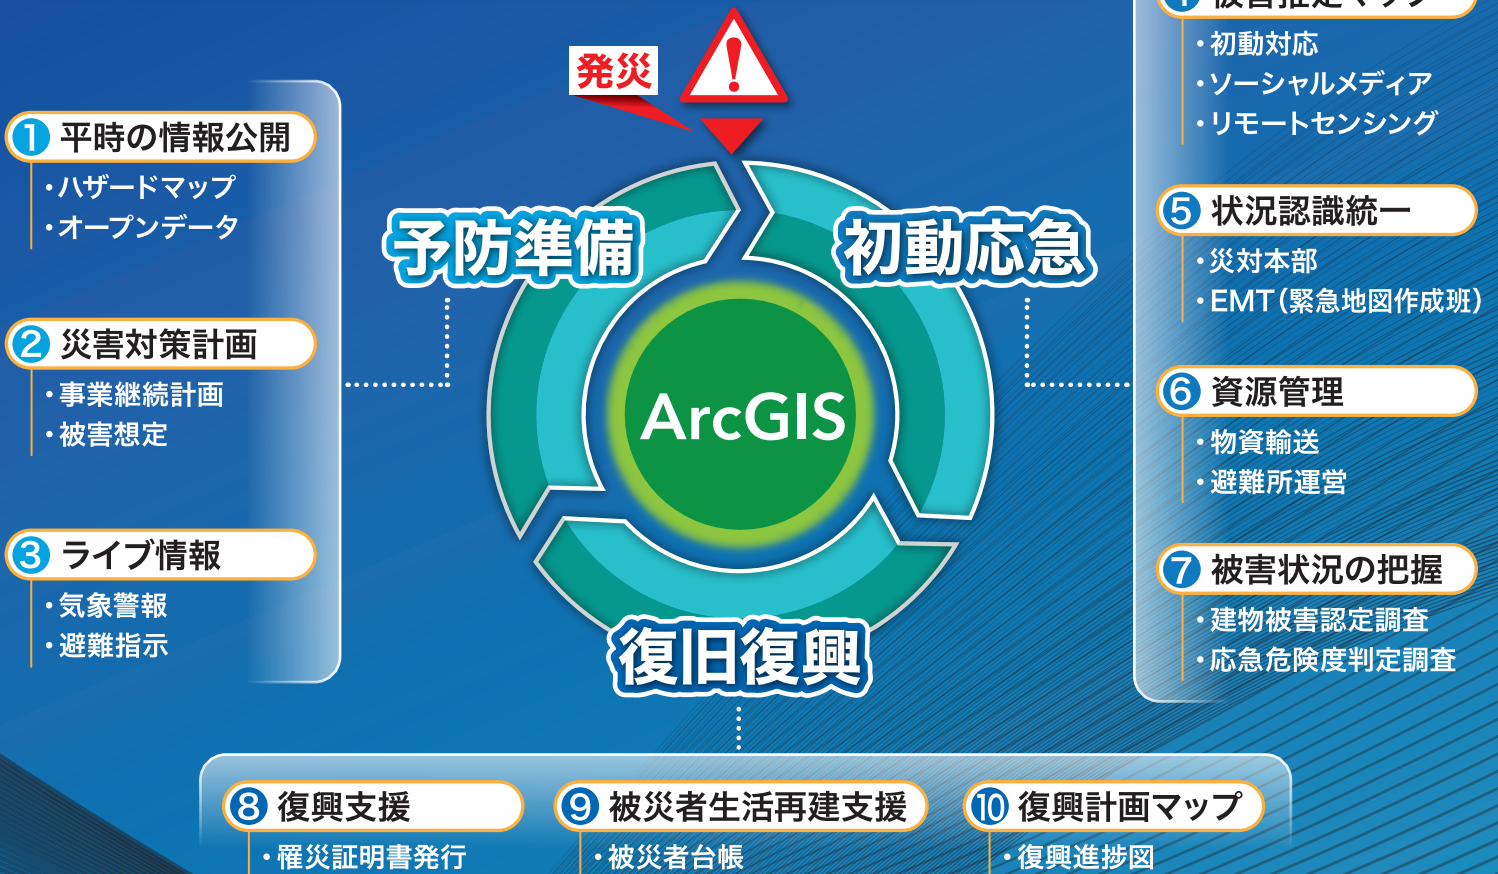 発災
予防準備
初動応急
ArcGIS
復旧復興
1 平時の情報公開
・ハザードマップ
・オープンデータ
2 災害対策計画
・事業継続計画
・被害想定
3 ライブ情報
・気象警報
・避難指示
4 被害推定マップ
・初動対応
・ソーシャルメディア
・リモートセンシング
5 状況認識統一
・災対本部
・EMT(緊急地図作成班)
6 資源管理
・物資輸送
・避難所運営
7 被害状況の把握
・建物被害認定調査
・応急危険度判定調査
8 復興支援
・罹災証明書発行
9 被災者生活再建支援
・被災者台帳
10 復興計画マップ
・復興進捗図